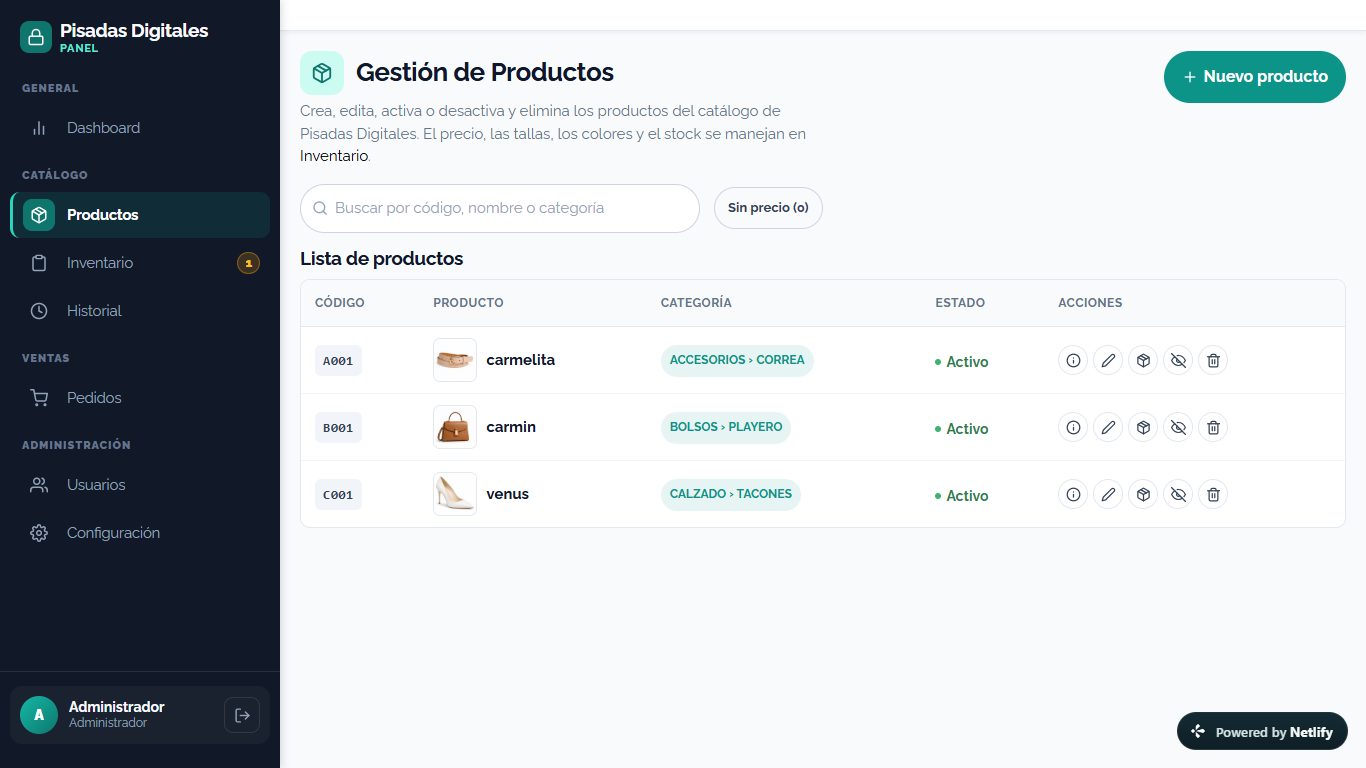 Pisadas Digitales
PANEL
GENERAL
Dashboard
CATÁLOGO
Productos
Inventario
1
Historial
VENTAS
Pedidos
ADMINISTRACIÓN
Usuarios
Configuración
A
Administrador
Administrador
Gestión de Productos
Nuevo producto
Crea, edita, activa o desactiva y elimina los productos del catálogo de
Pisadas Digitales. El precio, las tallas, los colores y el stock se manejan en
Inventario.
Buscar por código, nombre o categoría
Sin precio (0)
Lista de productos
CÓDIGO PRODUCTO CATEGORÍA ESTADO ACCIONES
A001 carmelita ACCESORIOS › CORREA Activo
B001 carmin BOLSOS › PLAYERO Activo
C001 venus CALZADO › TACONES Activo
Powered by Netlify